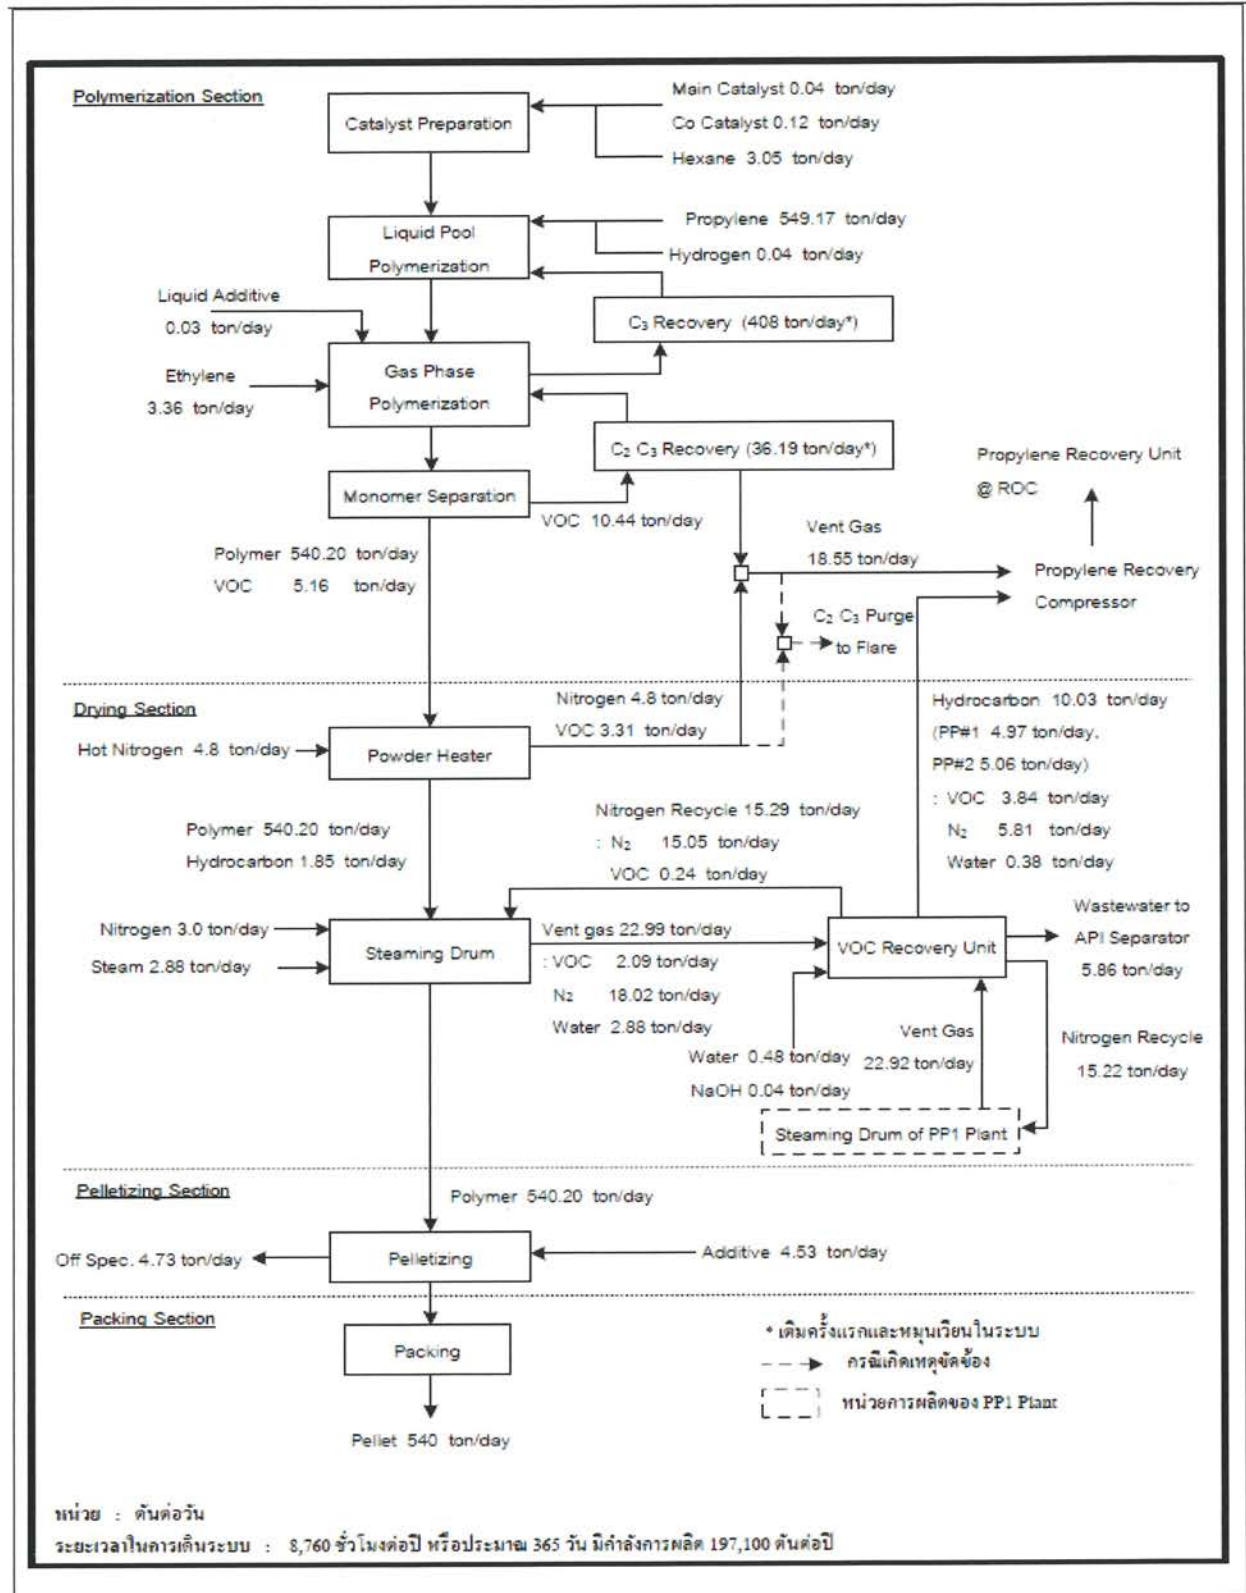 Polymerization Section
Main Catalyst 0.04 ton/day
Catalyst Preparation
Co Catalyst 0.12 ton/day
Hexane 3.05 ton/day
Liquid Pool
Polymerization
Propylene 549.17 ton/day
Hydrogen 0.04 ton/day
Liquid Additive
0.03 ton/day
C₃ Recovery (408 ton/day*)
Ethylene
3.36 ton/day
Gas Phase
Polymerization
C₂ C₃ Recovery (36.19 ton/day*)
Propylene Recovery Unit
@ ROC
Monomer Separation
VOC 10.44 ton/day
Polymer 540.20 ton/day
VOC 5.16 ton/day
Vent Gas
18.55 ton/day
Propylene Recovery
Compressor
C₂ C₃ Purge
to Flare
Drying Section
Hot Nitrogen 4.8 ton/day
Powder Heater
Nitrogen 4.8 ton/day
VOC 3.31 ton/day
Hydrocarbon 10.03 ton/day
(PP#1 4.97 ton/day,
PP#2 5.06 ton/day)
: VOC 3.84 ton/day
N₂ 5.81 ton/day
Water 0.38 ton/day
Polymer 540.20 ton/day
Hydrocarbon 1.85 ton/day
Nitrogen Recycle 15.29 ton/day
: N₂ 15.05 ton/day
VOC 0.24 ton/day
Nitrogen 3.0 ton/day
Steam 2.88 ton/day
Steaming Drum
Vent gas 22.99 ton/day
: VOC 2.09 ton/day
N₂ 18.02 ton/day
Water 2.88 ton/day
VOC Recovery Unit
Wastewater to
API Separator
5.86 ton/day
Water 0.48 ton/day
NaOH 0.04 ton/day
Vent Gas
22.92 ton/day
Nitrogen Recycle
15.22 ton/day
Steaming Drum of PP1 Plant
Pelletizing Section
Polymer 540.20 ton/day
Off Spec. 4.73 ton/day
Pelletizing
Additive 4.53 ton/day
Packing Section
Packing
Pellet 540 ton/day
* เติมครั้งแรกและหมุนเวียนในระบบ
กรณีเกิดเหตุขัดข้อง
หน่วยการผลิตของ PP1 Plant
หน่วย : ตันต่อวัน
ระยะเวลาในการเดินระบบ : 8,760 ชั่วโมงต่อปี หรือประมาณ 365 วัน มีกำลังการผลิต 197,100 ตันต่อปี